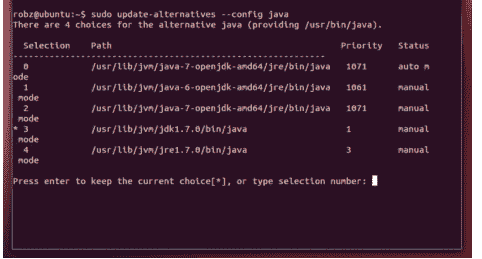 robz@ubuntu:~$ sudo update-alternatives --config java
There are 4 choices for the alternative java (providing /usr/bin/java).
Selection Path Priority Status
------------------------------------------------------------
0 /usr/lib/jvm/java-7-openjdk-amd64/jre/bin/java 1071 auto m
ode
1 /usr/lib/jvm/java-6-openjdk-amd64/jre/bin/java 1061 manual
mode
2 /usr/lib/jvm/java-7-openjdk-amd64/jre/bin/java 1071 manual
mode
* 3 /usr/lib/jvm/jdk1.7.0/bin/java 1 manual
mode
4 /usr/lib/jvm/jre1.7.0/bin/java 3 manual
mode
Press enter to keep the current choice[*], or type selection number: